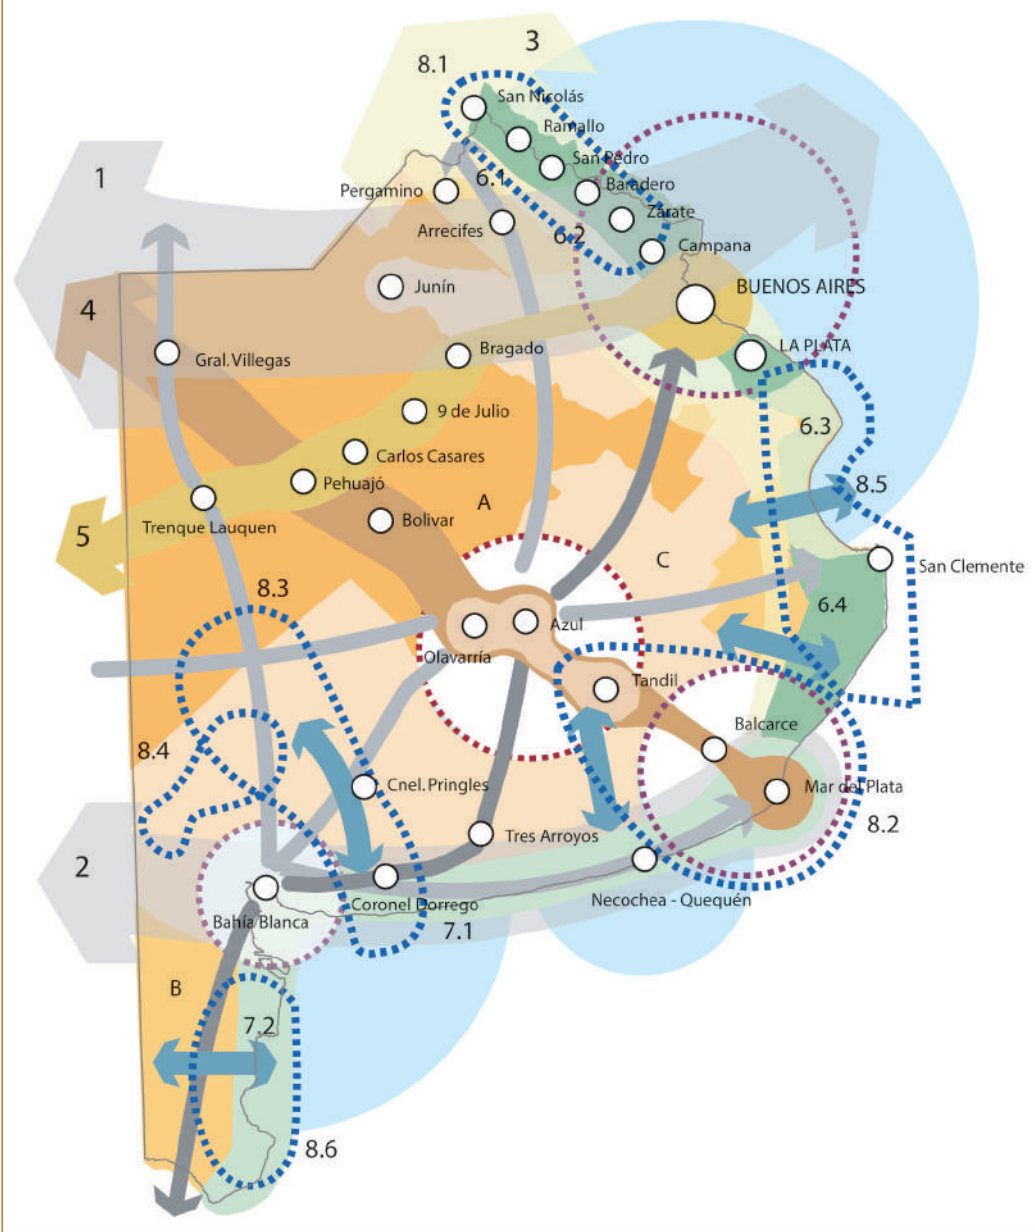 3
8.1
San Nicolás
Ramallo
San Pedro
1
6.1
Baradero
Pergamino
Zárate
Arrecifes
6.2
Campana
Junín
BUENOS AIRES
4
LA PLATA
Bragado
Gral. Villegas
9 de Julio
6.3
Carlos Casares
Pehuajó
8.5
A
Trenque Lauquen
Bolivar
5
C
San Clemente
8.3
6.4
Azul
Olavarría
Tandil
Balcarce
8.4
Cnel. Pringles
Mar del Plata
8.2
Tres Arroyos
2
Necochea - Quequén
Coronel Dorrego
Bahía Blanca
7.1
B
7.2
8.6